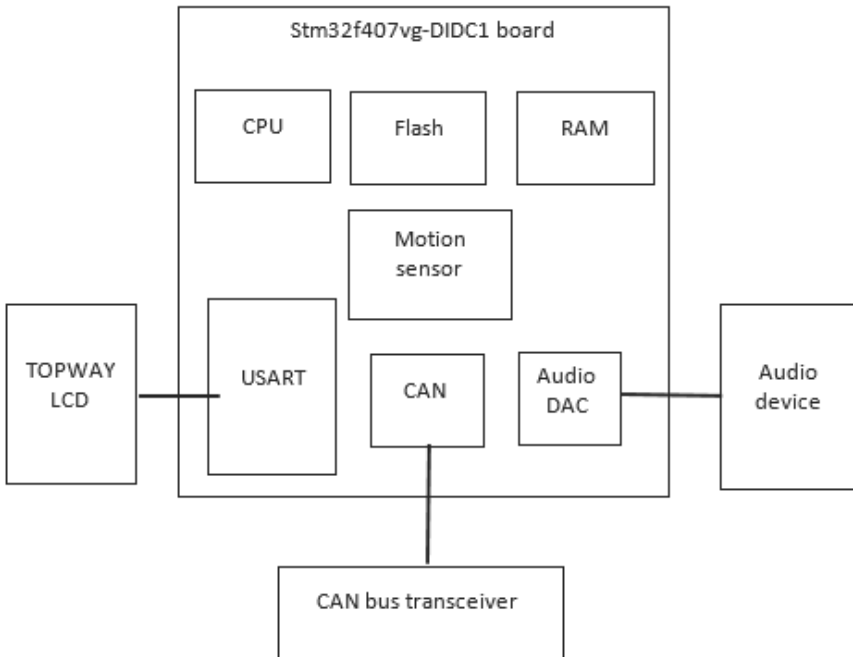 Stm32f407vg-DIDC1 board
CPU
Flash
RAM
Motion
sensor
TOPWAY
LCD
USART
CAN
Audio
DAC
Audio
device
CAN bus transceiver